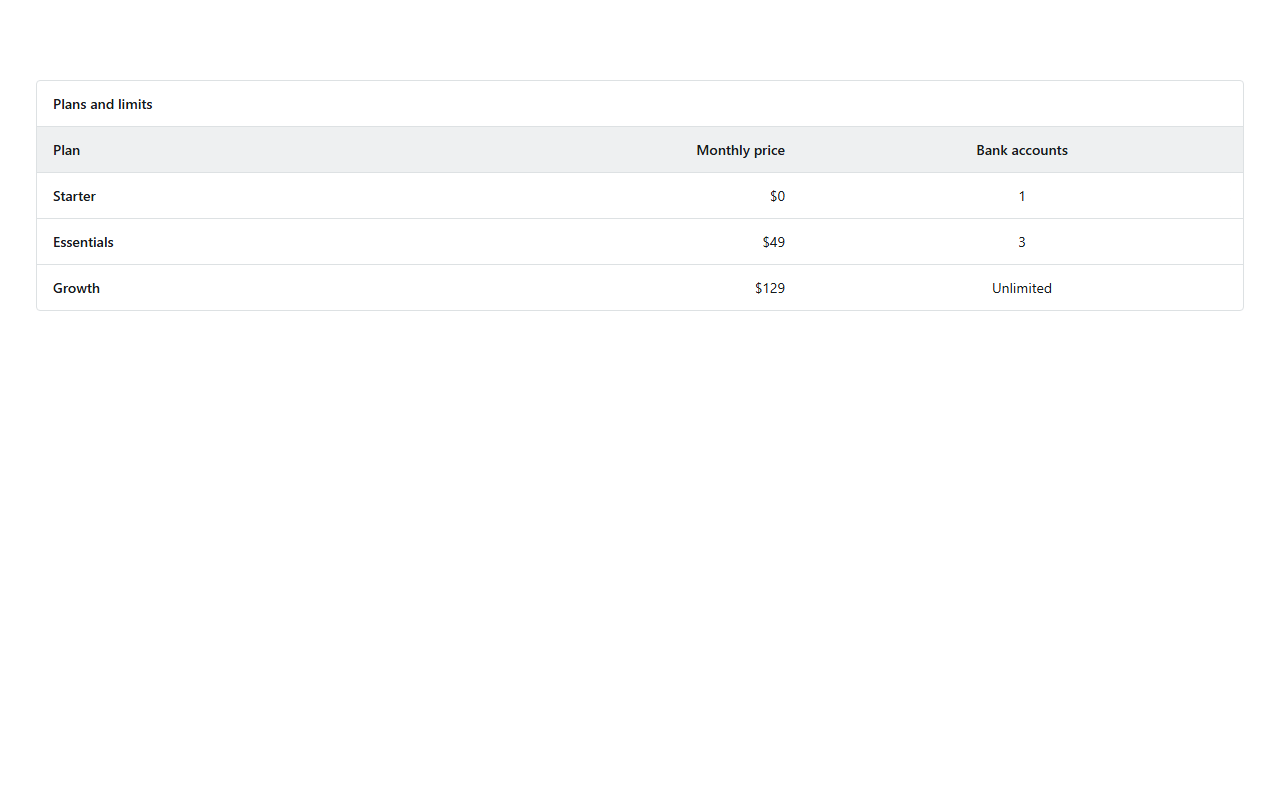 Plans and limits
Plan Monthly price Bank accounts
Starter $0 1
Essentials $49 3
Growth $129 Unlimited